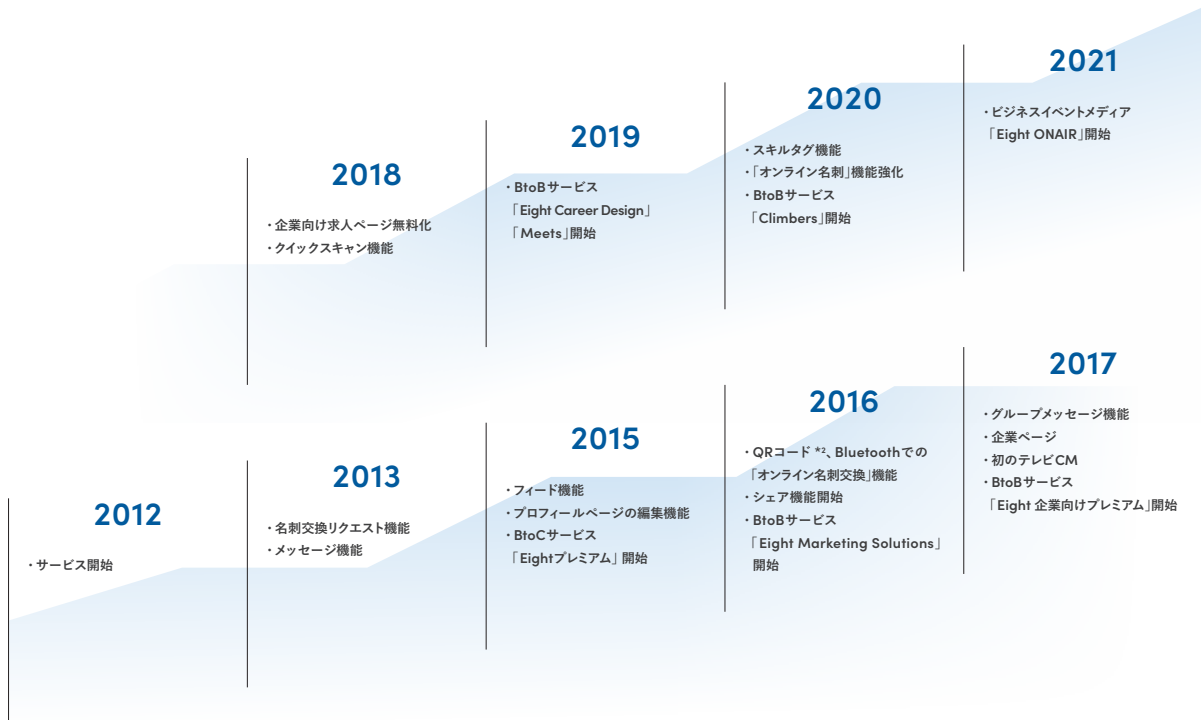 2018
・企業向け求人ページ無料化
・クイックスキャン機能
2019
・BtoBサービス
「Eight Career Design」
「Meets」開始
2020
・スキルタグ機能
・「オンライン名刺」機能強化
・BtoBサービス
「Climbers」開始
2021
・ビジネスイベントメディア
「Eight ONAIR」開始
2012
・サービス開始
2013
・名刺交換リクエスト機能
・メッセージ機能
2015
・フィード機能
・プロフィールページの編集機能
・BtoCサービス
「Eightプレミアム」開始
2016
・QRコード *2、Bluetoothでの
「オンライン名刺交換」機能
・シェア機能開始
・BtoBサービス
「Eight Marketing Solutions」
開始
2017
・グループメッセージ機能
・企業ページ
・初のテレビCM
・BtoBサービス
「Eight 企業向けプレミアム」開始